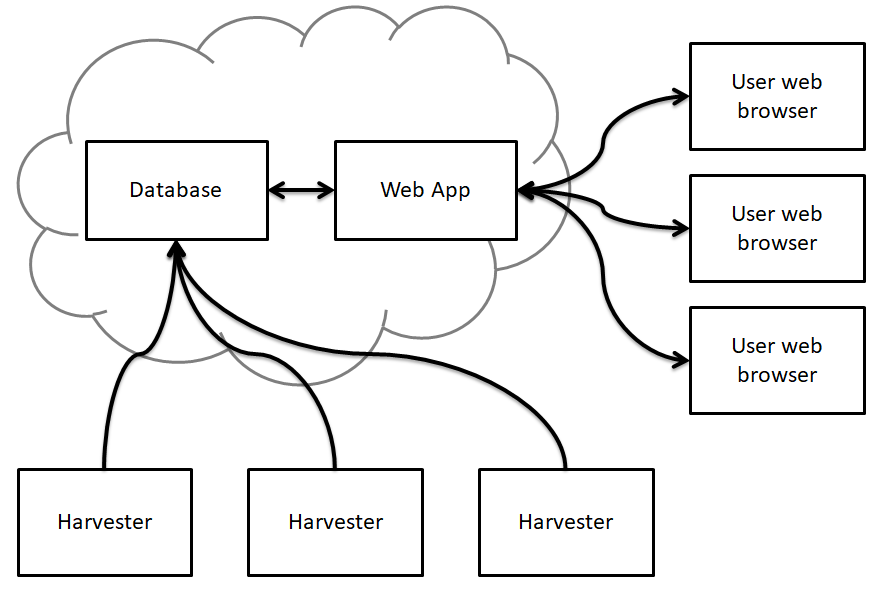 User web
browser
Database
Web App
User web
browser
User web
browser
Harvester
Harvester
Harvester